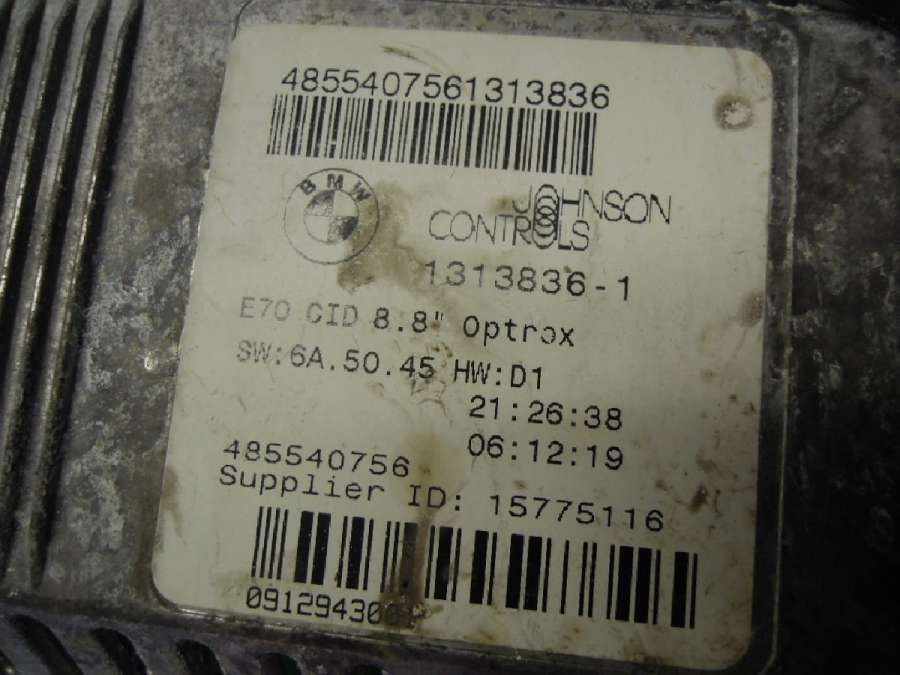 4855407561313836
BMW
JOHNSON
CONTROLS
1313836-1
E70 CID 8.8" Optrox
SW:6A.50.45 HW:D1
21:26:38
06:12:19
485540756
Supplier ID: 15775116